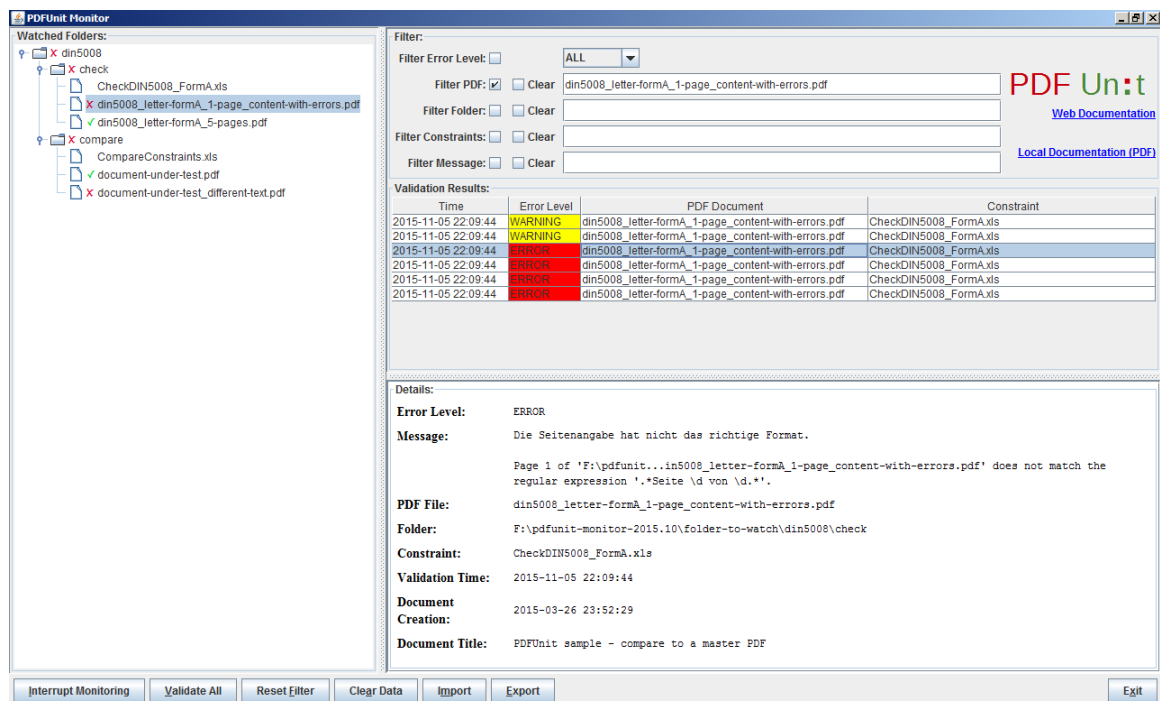 PDFUnit Monitor
Watched Folders:
din5008
check
CheckDIN5008_FormA.xls
din5008_letter-formA_1-page_content-with-errors.pdf
din5008_letter-formA_5-pages.pdf
compare
CompareConstraints.xls
document-under-test.pdf
document-under-test_different-text.pdf
Filter:
Filter Error Level: ALL
Filter PDF: Clear din5008_letter-formA_1-page_content-with-errors.pdf
Filter Folder: Clear
Filter Constraints: Clear
Filter Message: Clear
PDF Un:t
Web Documentation
Local Documentation (PDF)
Validation Results:
Time Error Level PDF Document Constraint
2015-11-05 22:09:44 WARNING din5008_letter-formA_1-page_content-with-errors.pdf CheckDIN5008_FormA.xls
2015-11-05 22:09:44 WARNING din5008_letter-formA_1-page_content-with-errors.pdf CheckDIN5008_FormA.xls
2015-11-05 22:09:44 ERROR din5008_letter-formA_1-page_content-with-errors.pdf CheckDIN5008_FormA.xls
2015-11-05 22:09:44 ERROR din5008_letter-formA_1-page_content-with-errors.pdf CheckDIN5008_FormA.xls
2015-11-05 22:09:44 ERROR din5008_letter-formA_1-page_content-with-errors.pdf CheckDIN5008_FormA.xls
2015-11-05 22:09:44 ERROR din5008_letter-formA_1-page_content-with-errors.pdf CheckDIN5008_FormA.xls
Details:
Error Level: ERROR
Message: Die Seitenangabe hat nicht das richtige Format.
Page 1 of 'F:\pdfunit...in5008_letter-formA_1-page_content-with-errors.pdf' does not match the
regular expression '.*Seite \d von \d.*'.
PDF File: din5008_letter-formA_1-page_content-with-errors.pdf
Folder: F:\pdfunit-monitor-2015.10\folder-to-watch\din5008\check
Constraint: CheckDIN5008_FormA.xls
Validation Time: 2015-11-05 22:09:44
Document
Creation: 2015-03-26 23:52:29
Document Title: PDFUnit sample - compare to a master PDF
Interrupt Monitoring Validate All Reset Filter Clear Data Import Export Exit